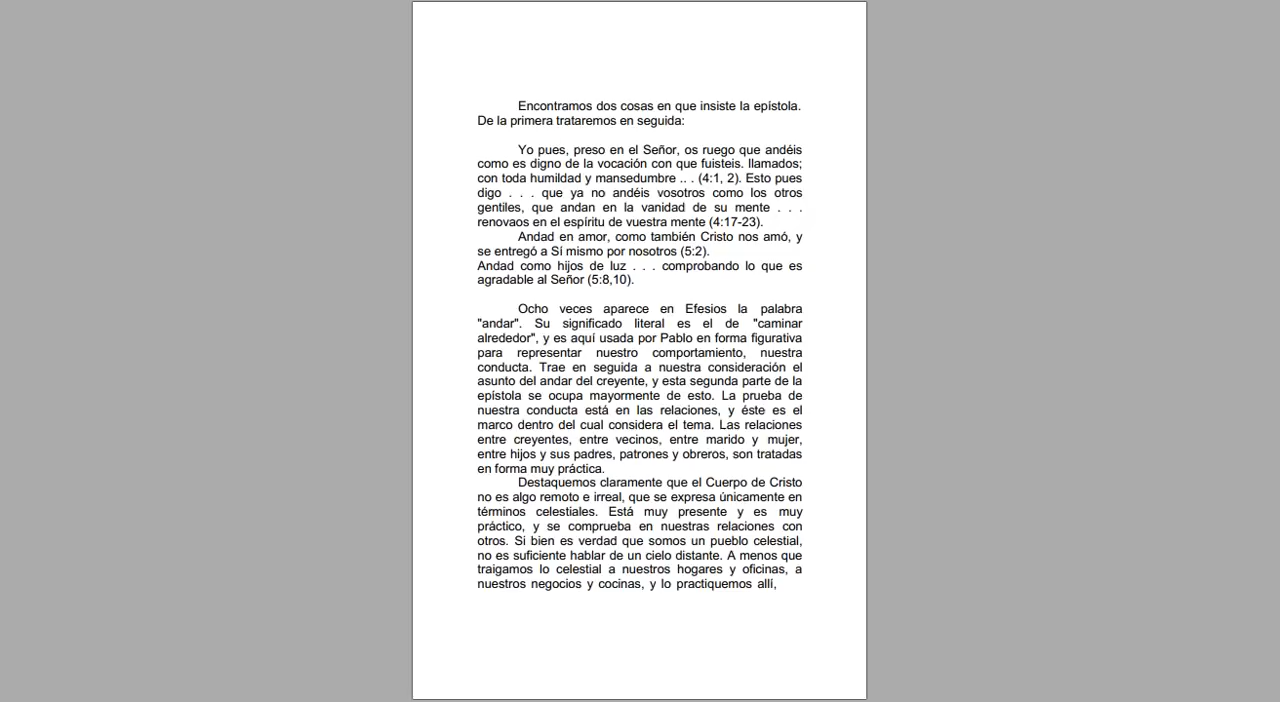 Encontramos dos cosas en que insiste la epístola.
De la primera trataremos en seguida:
Yo pues, preso en el Señor, os ruego que andéis
como es digno de la vocación con que fuisteis. llamados;
con toda humildad y mansedumbre .. . (4:1, 2). Esto pues
digo . . . que ya no andéis vosotros como los otros
gentiles, que andan en la vanidad de su mente . . .
renovaos en el espíritu de vuestra mente (4:17-23).
Andad en amor, como también Cristo nos amó, y
se entregó a Sí mismo por nosotros (5:2).
Andad como hijos de luz . . . comprobando lo que es
agradable al Señor (5:8,10).
Ocho veces aparece en Efesios la palabra
"andar". Su significado literal es el de "caminar
alrededor", y es aquí usada por Pablo en forma figurativa
para representar nuestro comportamiento, nuestra
conducta. Trae en seguida a nuestra consideración el
asunto del andar del creyente, y esta segunda parte de la
epístola se ocupa mayormente de esto. La prueba de
nuestra conducta está en las relaciones, y éste es el
marco dentro del cual considera el tema. Las relaciones
entre creyentes, entre vecinos, entre marido y mujer,
entre hijos y sus padres, patrones y obreros, son tratadas
en forma muy práctica.
Destaquemos claramente que el Cuerpo de Cristo
no es algo remoto e irreal, que se expresa únicamente en
términos celestiales. Está muy presente y es muy
práctico, y se comprueba en nuestras relaciones con
otros. Si bien es verdad que somos un pueblo celestial,
no es suficiente hablar de un cielo distante. A menos que
traigamos lo celestial a nuestros hogares y oficinas, a
nuestros negocios y cocinas, y lo practiquemos allí,